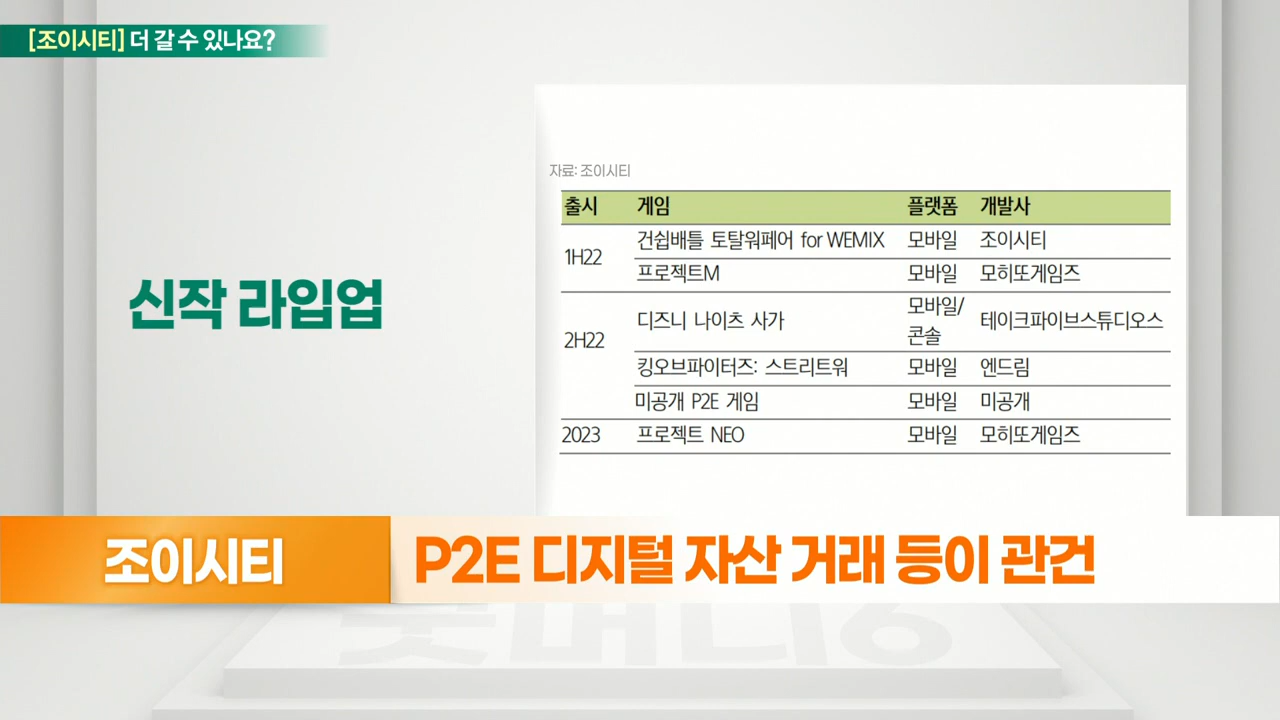 [조이시티] 더 갈 수 있나요?
신작 라입업
자료: 조이시티
출시 게임 플랫폼 개발사
1H22 건쉽배틀 토탈워페어 for WEMIX 모바일 조이시티
프로젝트M 모바일 모히또게임즈
2H22 디즈니 나이츠 사가 모바일/콘솔 테이크파이브스튜디오스
킹오브파이터즈: 스트리트워 모바일 엔드림
미공개 P2E 게임 모바일 미공개
2023 프로젝트 NEO 모바일 모히또게임즈
조이시티
P2E 디지털 자산 거래 등이 관건